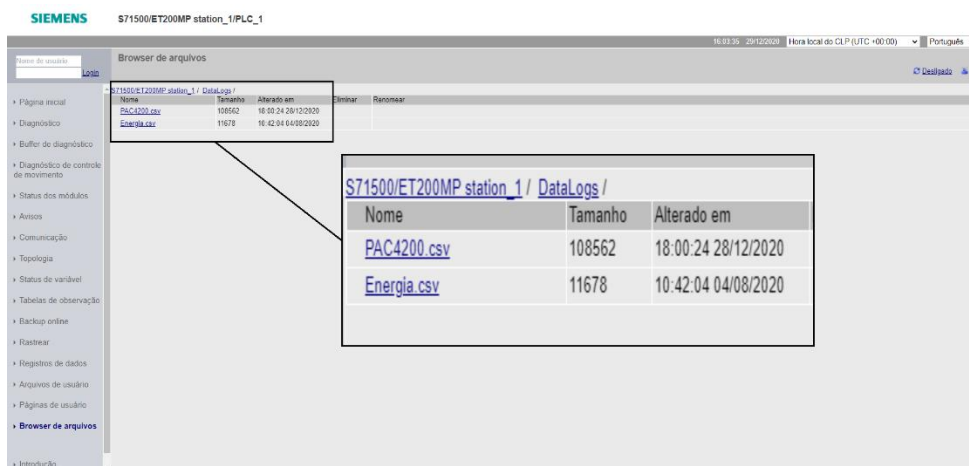 SIEMENS S71500/ET200MP station_1/PLC_1
16:03:35 29/12/2020 Hora local do CLP (UTC +00:00) Português
Nome de usuário
Login
Browser de arquivos
Desligado
S71500/ET200MP station_1 / DataLogs /
Nome Tamanho Alterado em Eliminar Renomear
PAC4200.csv 108562 18:00:24 28/12/2020
Energia.csv 11678 10:42:04 04/08/2020
Página inicial
Diagnóstico
Buffer de diagnóstico
Diagnóstico de controle
de movimento
Status dos módulos
Avisos
Comunicação
Topologia
Status de variável
Tabelas de observação
Backup online
Rastrear
Registros de dados
Arquivos de usuário
Páginas de usuário
Browser de arquivos
Introdução
S71500/ET200MP station_1 / DataLogs /
Nome Tamanho Alterado em
PAC4200.csv 108562 18:00:24 28/12/2020
Energia.csv 11678 10:42:04 04/08/2020